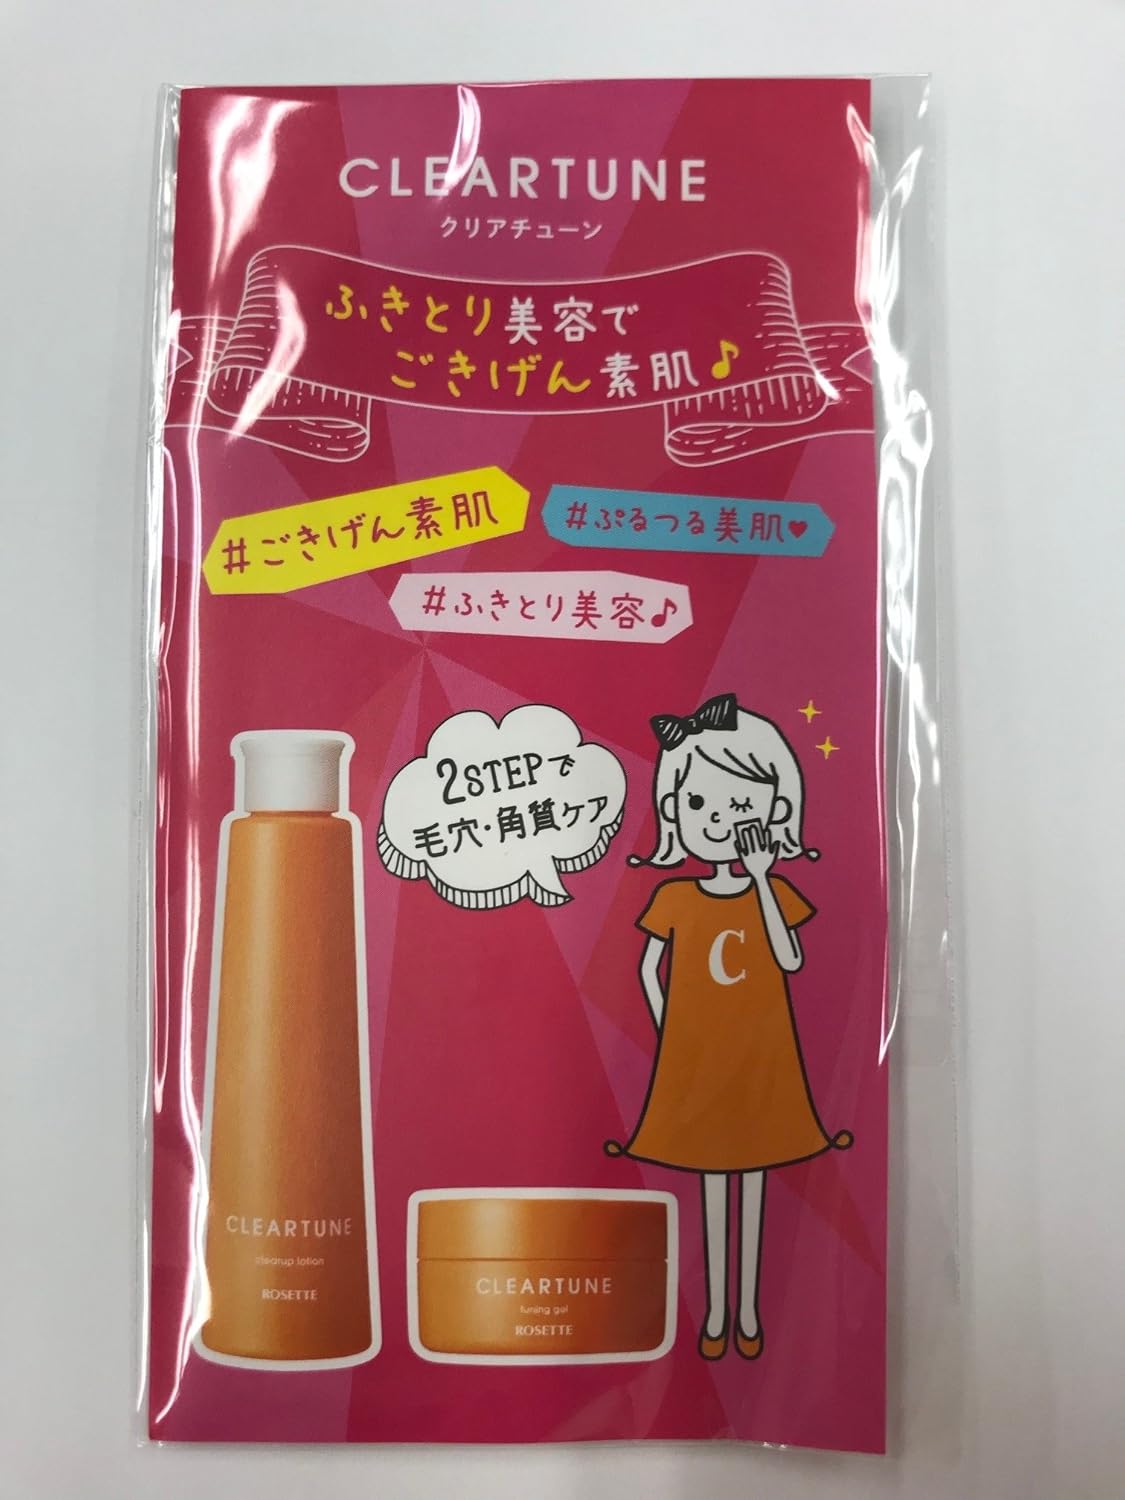 CLEARTUNE
クリアチューン
ふきとり美容で
ごきげん素肌♪
#ごきげん素肌
#ぷるつる美肌♥
#ふきとり美容♪
2STEPで
毛穴・角質ケア
C
CLEARTUNE
clearup lotion
ROSETTE
CLEARTUNE
tuning gel
ROSETTE